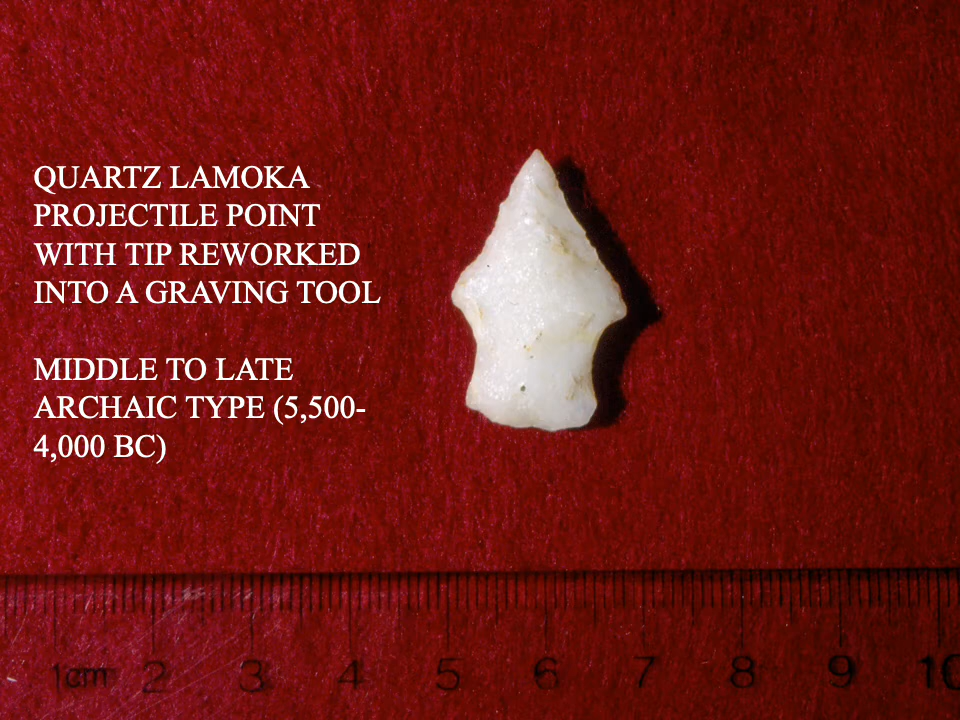 QUARTZ LAMOKA
PROJECTILE POINT
WITH TIP REWORKED
INTO A GRAVING TOOL
MIDDLE TO LATE
ARCHAIC TYPE (5,500-
4,000 BC)
1cm 2 3 4 5 6 7 8 9 10